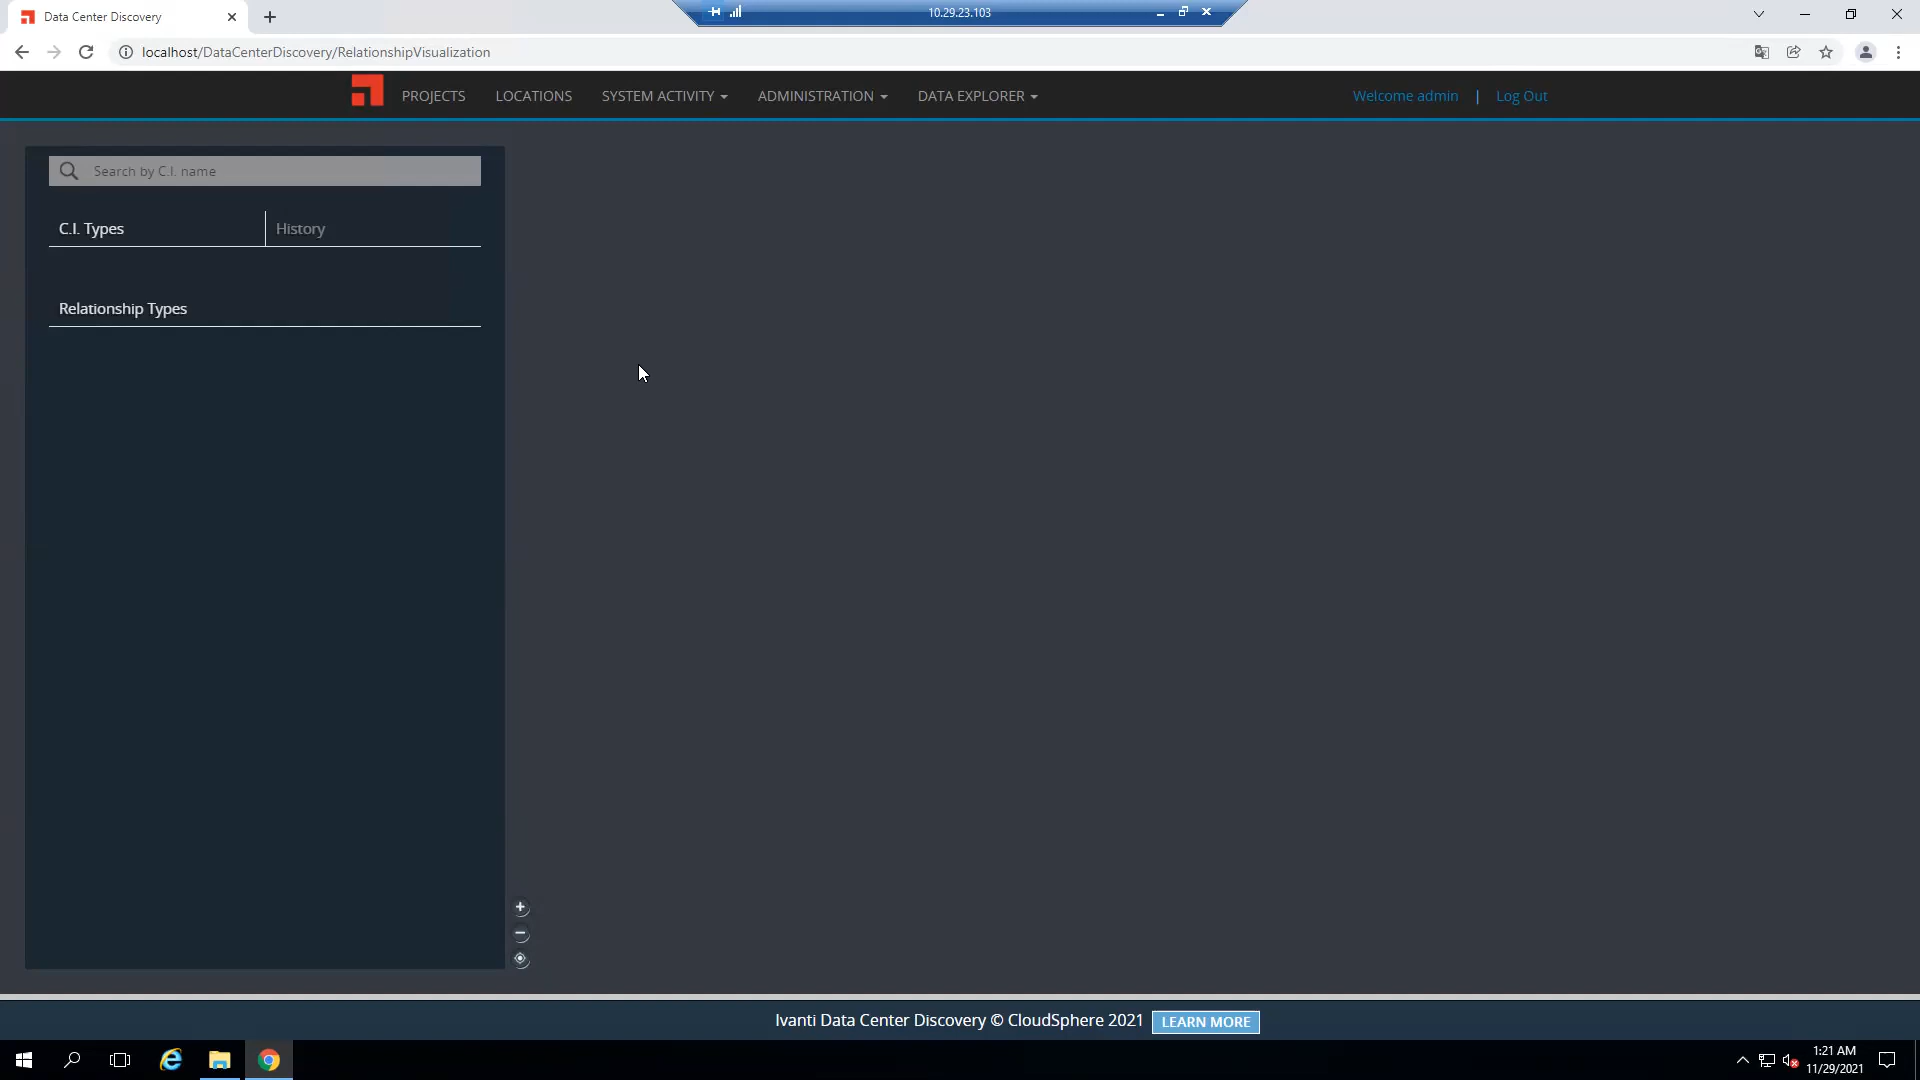 Data Center Discovery
10.29.23.103
localhost/DataCenterDiscovery/RelationshipVisualization
PROJECTS
LOCATIONS
SYSTEM ACTIVITY
ADMINISTRATION
DATA EXPLORER
Welcome admin | Log Out
Search by C.I. name
C.I. Types
History
Relationship Types
Ivanti Data Center Discovery © CloudSphere 2021
LEARN MORE
1:21 AM
11/29/2021